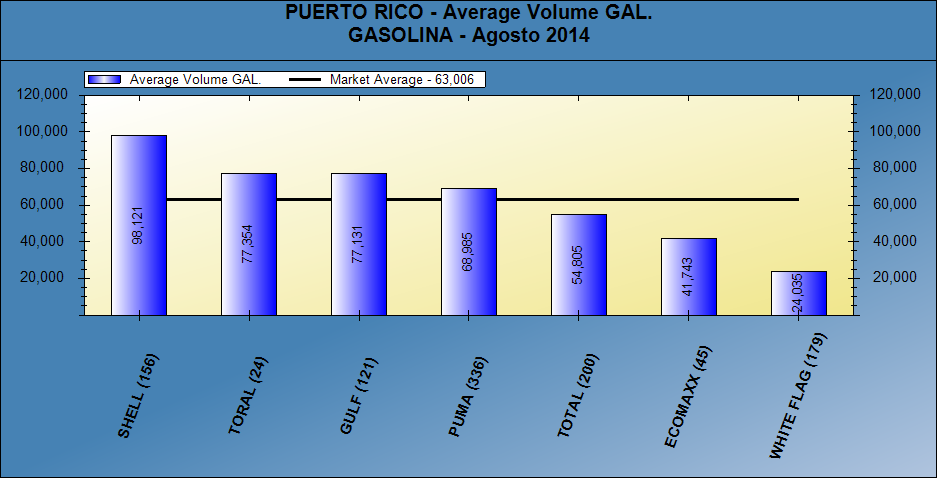 PUERTO RICO - Average Volume GAL.
GASOLINA - Agosto 2014
Average Volume GAL.
Market Average - 63,006
120,000
100,000
80,000
60,000
40,000
20,000
120,000
100,000
80,000
60,000
40,000
20,000
98,121
77,354
77,131
68,985
54,805
41,743
24,035
SHELL (156)
TORAL (24)
GULF (121)
PUMA (336)
TOTAL (200)
ECOMAXX (45)
WHITE FLAG (179)